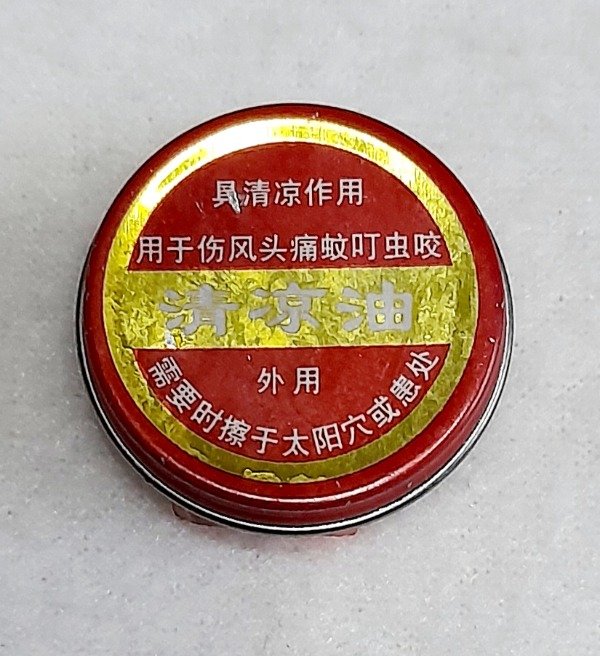 具清凉作用
用于伤风头痛蚊叮虫咬
清凉油
外用
需要时擦于太阳穴或患处